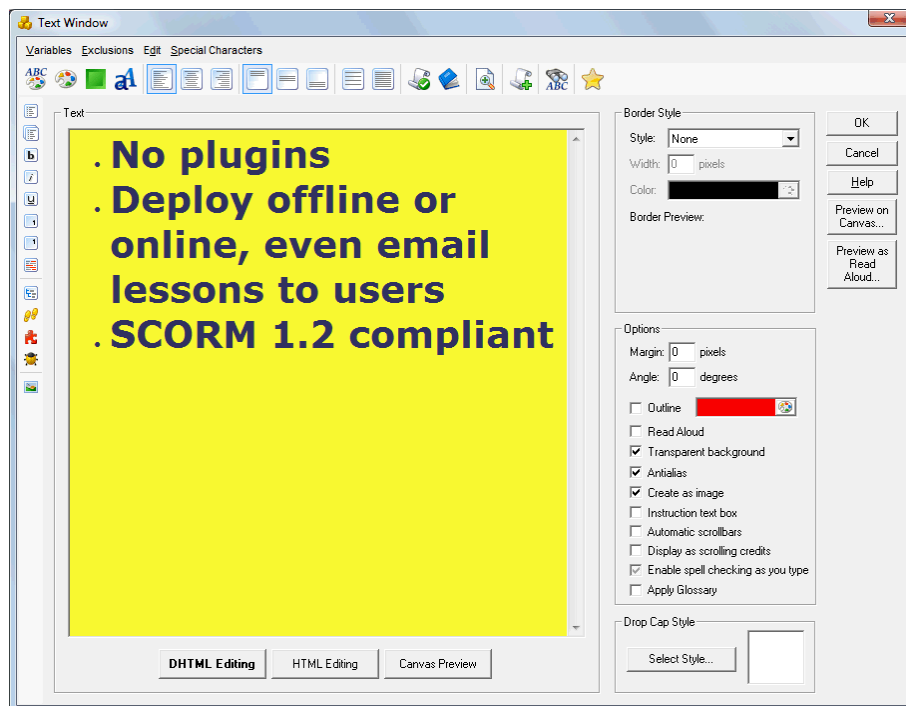 Text Window
X
Variables Exclusions Edit Special Characters
ABC
aA
ABC
b
i
U
Text
. No plugins
. Deploy offline or
online, even email
lessons to users
. SCORM 1.2 compliant
DHTML Editing HTML Editing Canvas Preview
Border Style
Style: None
Width: 0 pixels
Color:
Border Preview:
Options
Margin: 0 pixels
Angle: 0 degrees
Outline
Read Aloud
Transparent background
Antialias
Create as image
Instruction text box
Automatic scrollbars
Display as scrolling credits
Enable spell checking as you type
Apply Glossary
Drop Cap Style
Select Style...
OK
Cancel
Help
Preview on
Canvas...
Preview as
Read
Aloud...